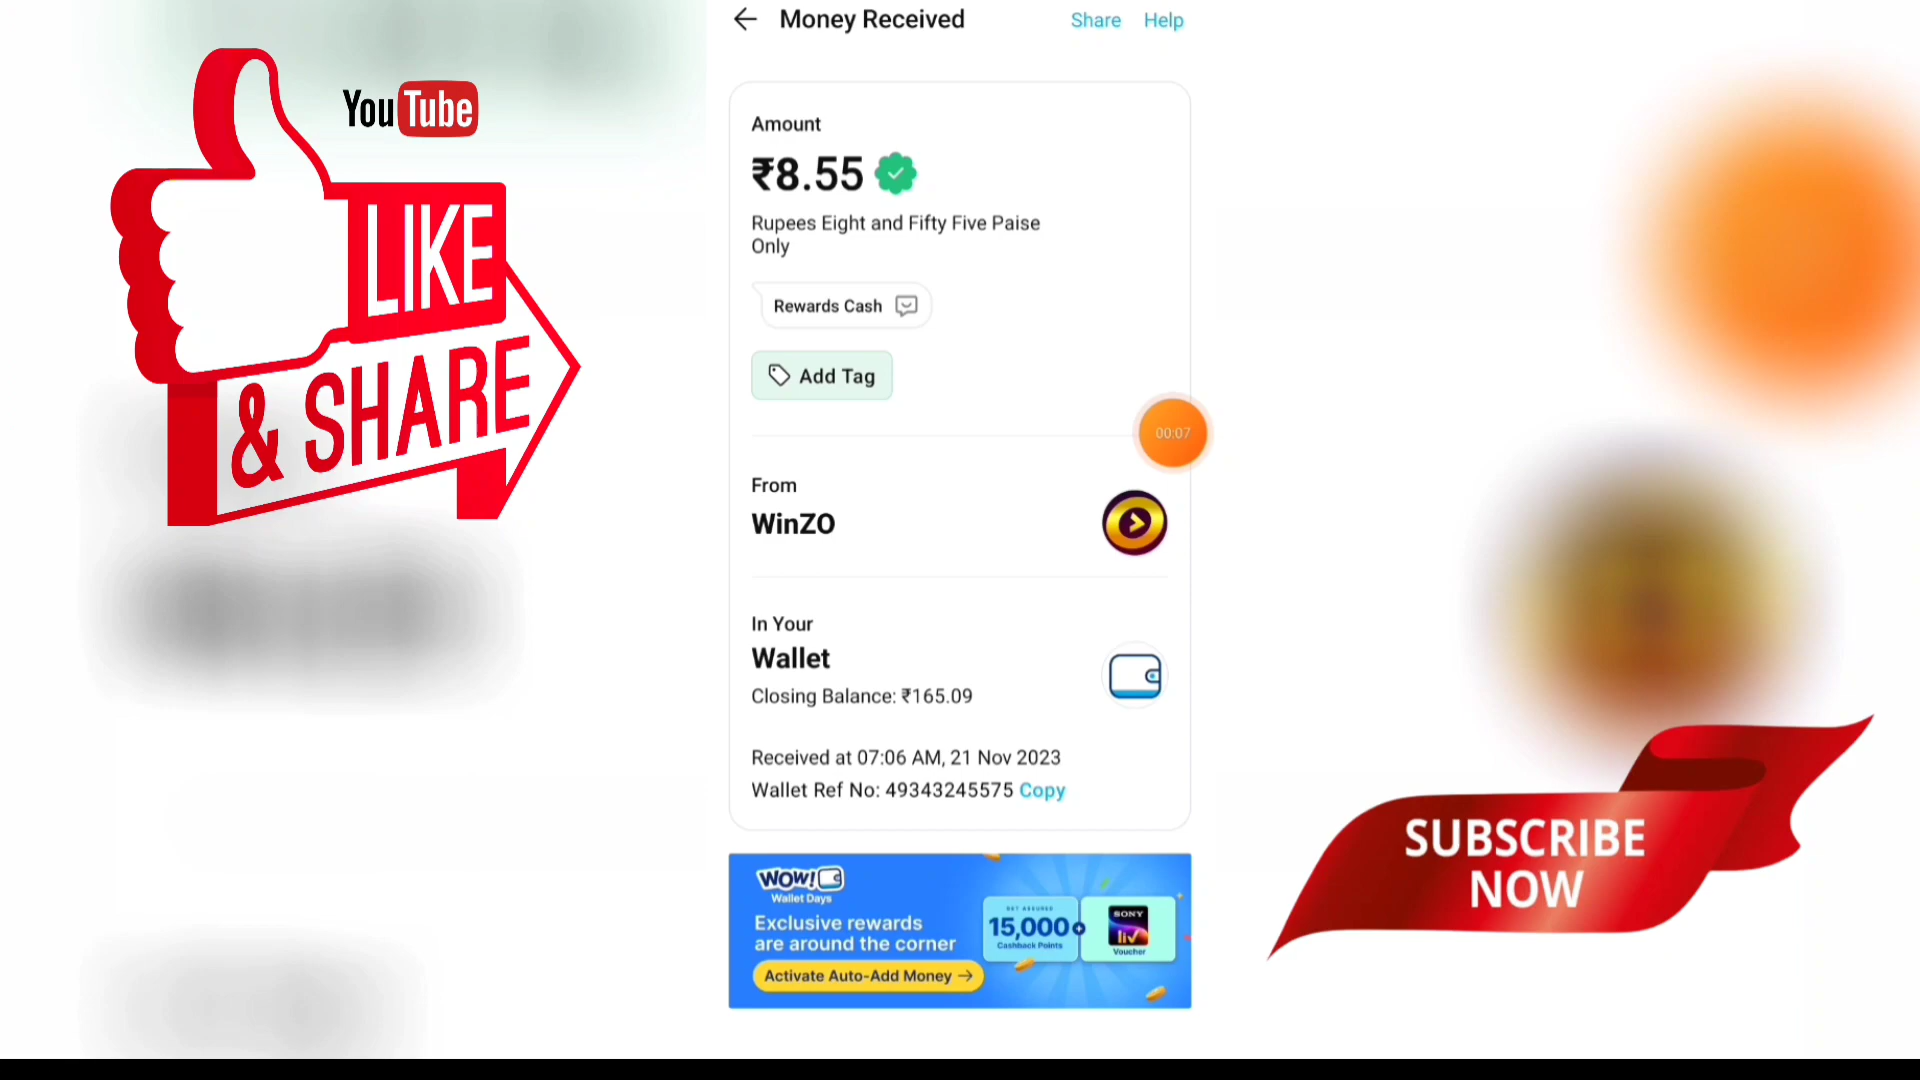 Money Received
Share
Help
YouTube
LIKE
& SHARE
Amount
₹8.55
Rupees Eight and Fifty Five Paise
Only
Rewards Cash
Add Tag
00:07
From
WinZO
In Your
Wallet
Closing Balance: ₹165.09
Received at 07:06 AM, 21 Nov 2023
Wallet Ref No: 49343245575 Copy
SUBSCRIBE
NOW
WOW!
Wallet Days
Exclusive rewards
are around the corner
Activate Auto-Add Money →
GET ASSURED
15,000+
Cashback Points
SONY
liv
Voucher